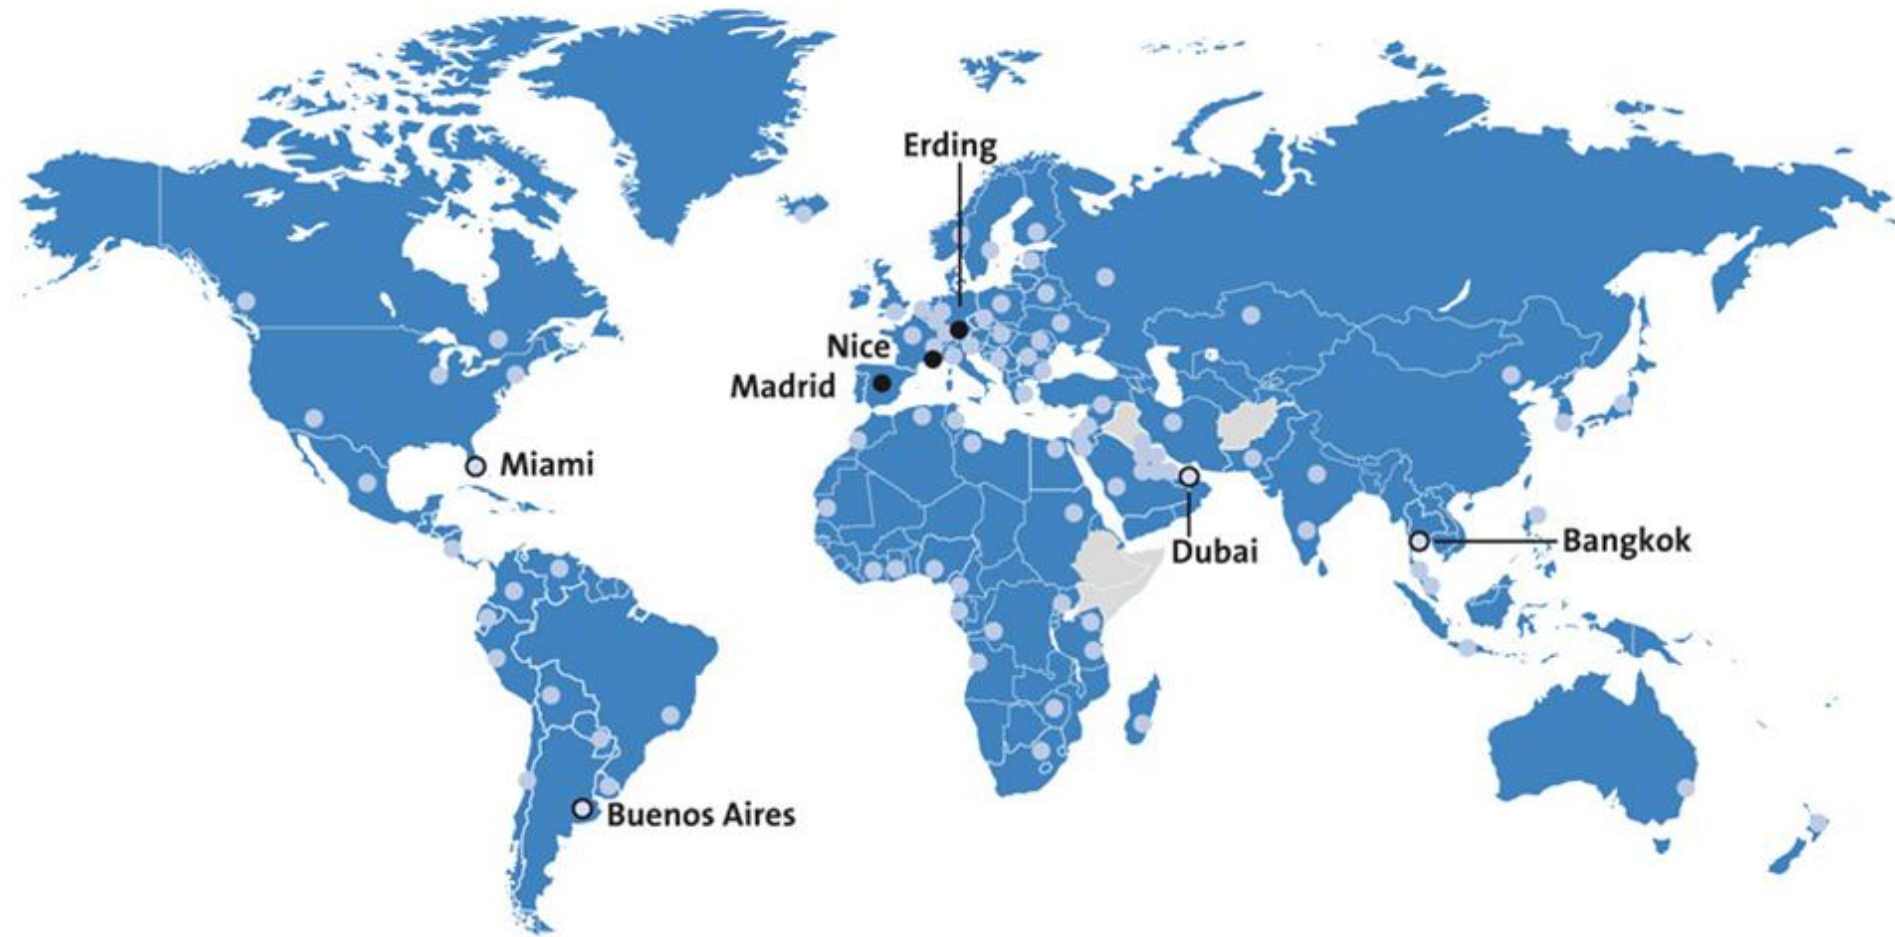 Erding
Nice
Madrid
Miami
Dubai
Bangkok
Buenos Aires